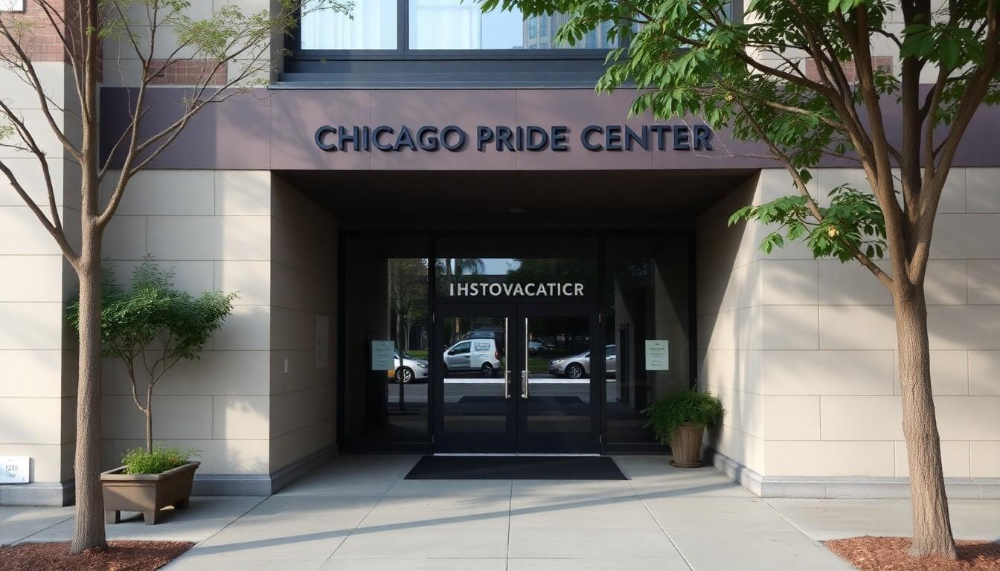 CHICAGO PRIDE CENTER
IHSTOVACATICR